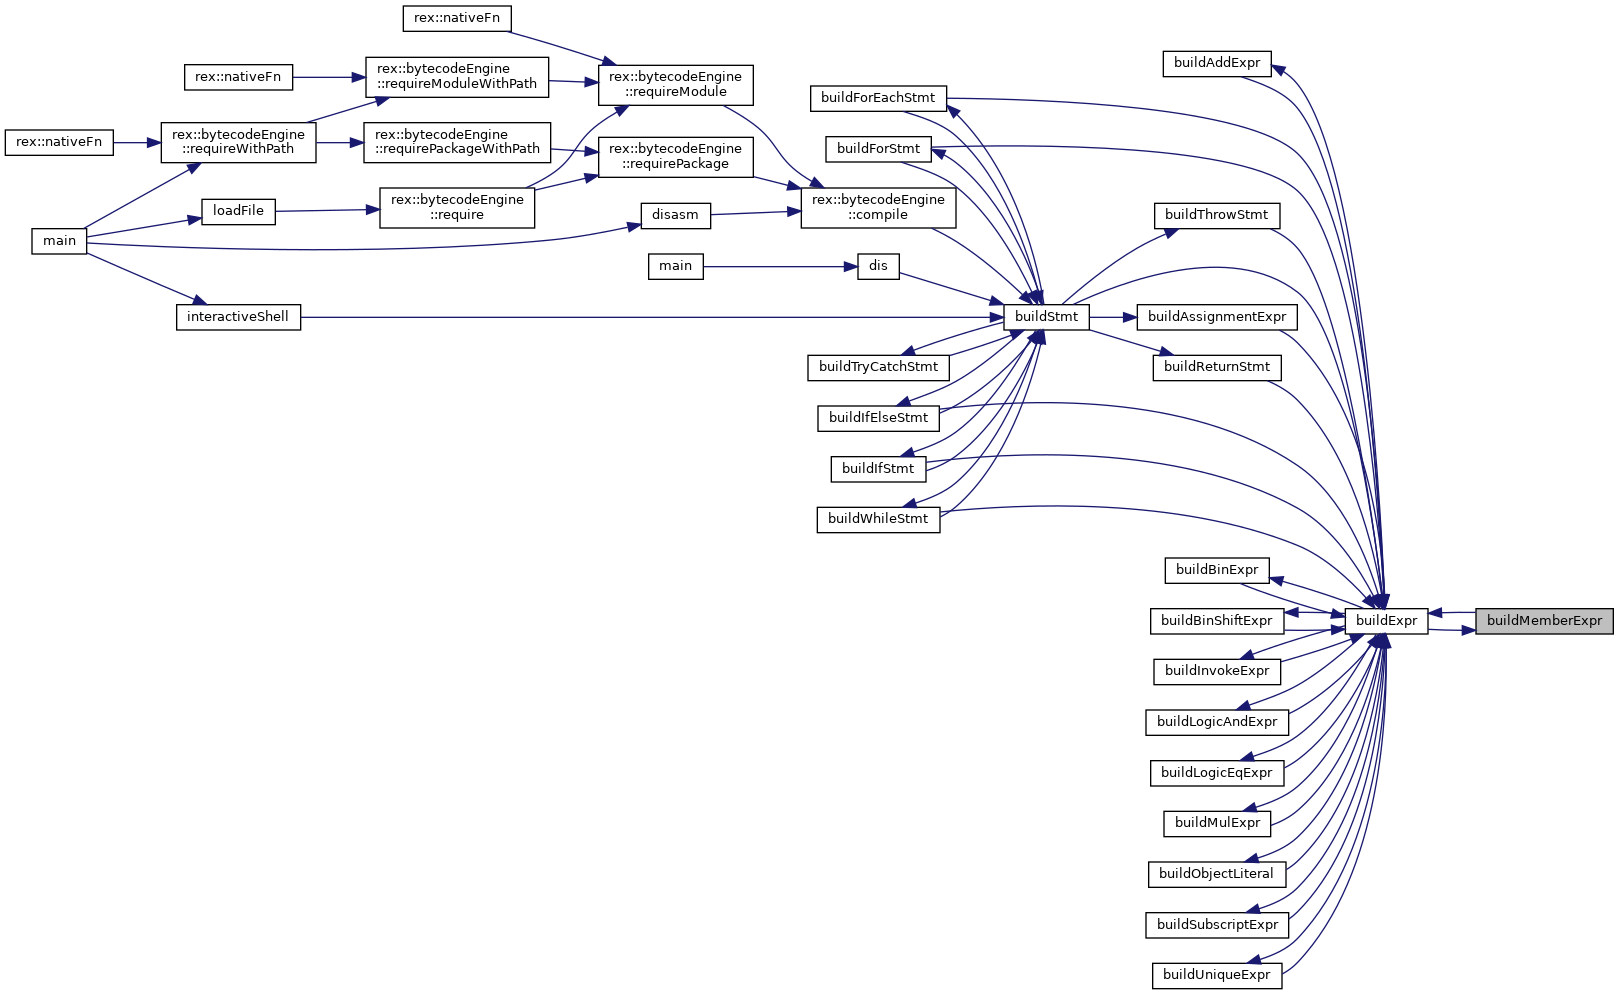 rex::nativeFn
rex::nativeFn
rex::bytecodeEngine
::requireModuleWithPath
rex::bytecodeEngine
::requireModule
buildAddExpr
buildForEachStmt
rex::nativeFn
rex::bytecodeEngine
::requireWithPath
rex::bytecodeEngine
::requirePackageWithPath
rex::bytecodeEngine
::requirePackage
buildForStmt
main
loadFile
rex::bytecodeEngine
::require
disasm
rex::bytecodeEngine
::compile
buildThrowStmt
main
dis
interactiveShell
buildStmt
buildAssignmentExpr
buildTryCatchStmt
buildReturnStmt
buildIfElseStmt
buildIfStmt
buildWhileStmt
buildBinExpr
buildBinShiftExpr
buildExpr
buildMemberExpr
buildInvokeExpr
buildLogicAndExpr
buildLogicEqExpr
buildMulExpr
buildObjectLiteral
buildSubscriptExpr
buildUniqueExpr